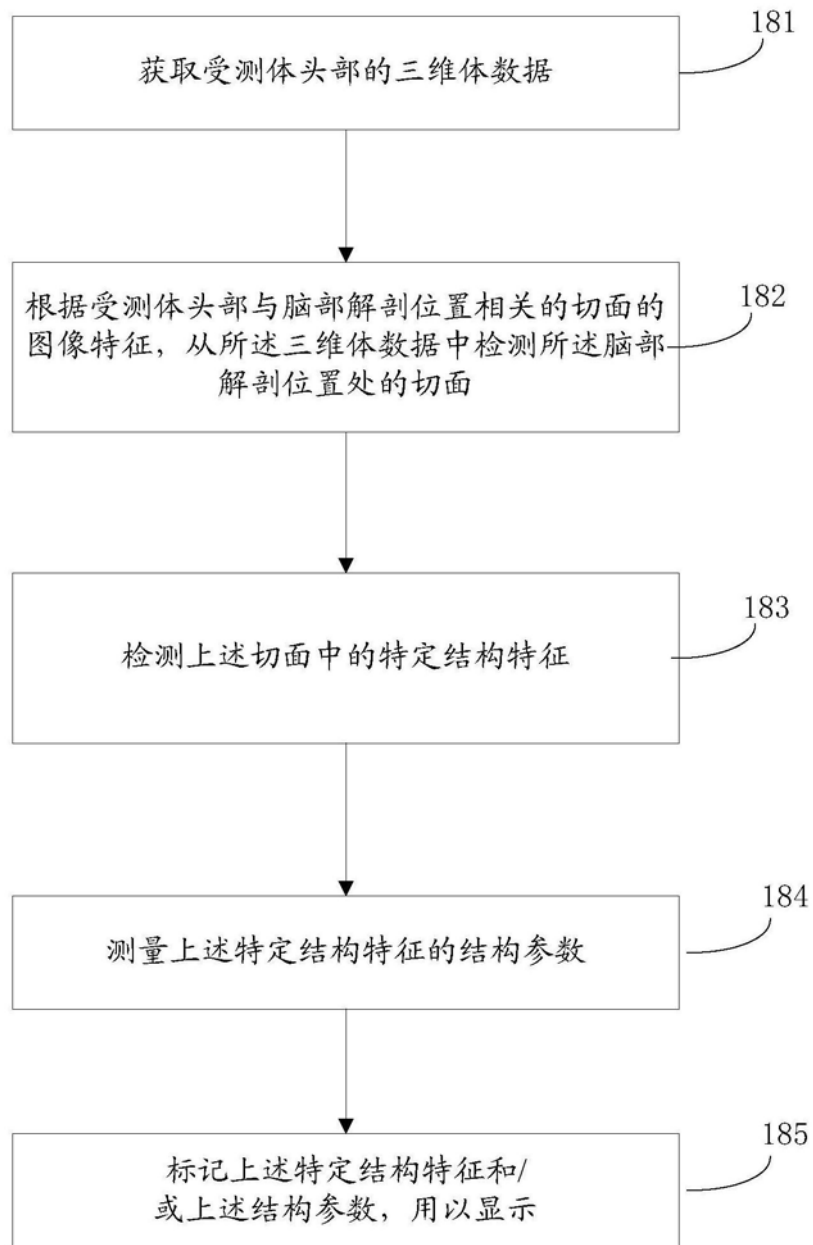 181
获取受测体头部的三维体数据
182
根据受测体头部与脑部解剖位置相关的切面的
图像特征，从所述三维体数据中检测所述脑部
解剖位置处的切面
183
检测上述切面中的特定结构特征
184
测量上述特定结构特征的结构参数
185
标记上述特定结构特征和/
或上述结构参数，用以显示